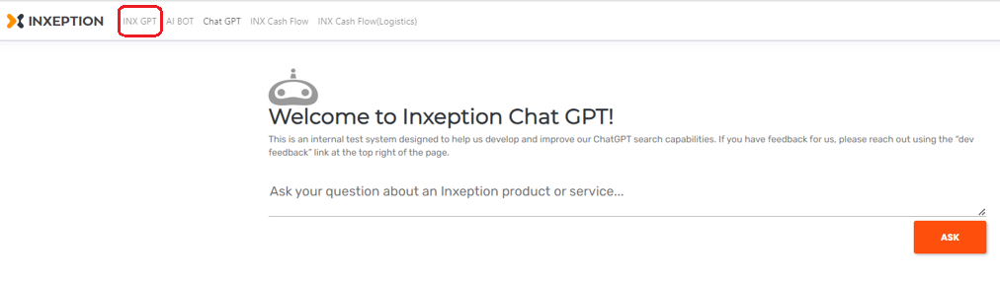 INXEPTION INX GPT AI BOT Chat GPT INX Cash Flow INX Cash Flow(Logistics)
Welcome to Inxeption Chat GPT!
This is an internal test system designed to help us develop and improve our ChatGPT search capabilities. If you have feedback for us, please reach out using the "dev
feedback" link at the top right of the page.
Ask your question about an Inxeption product or service...
ASK